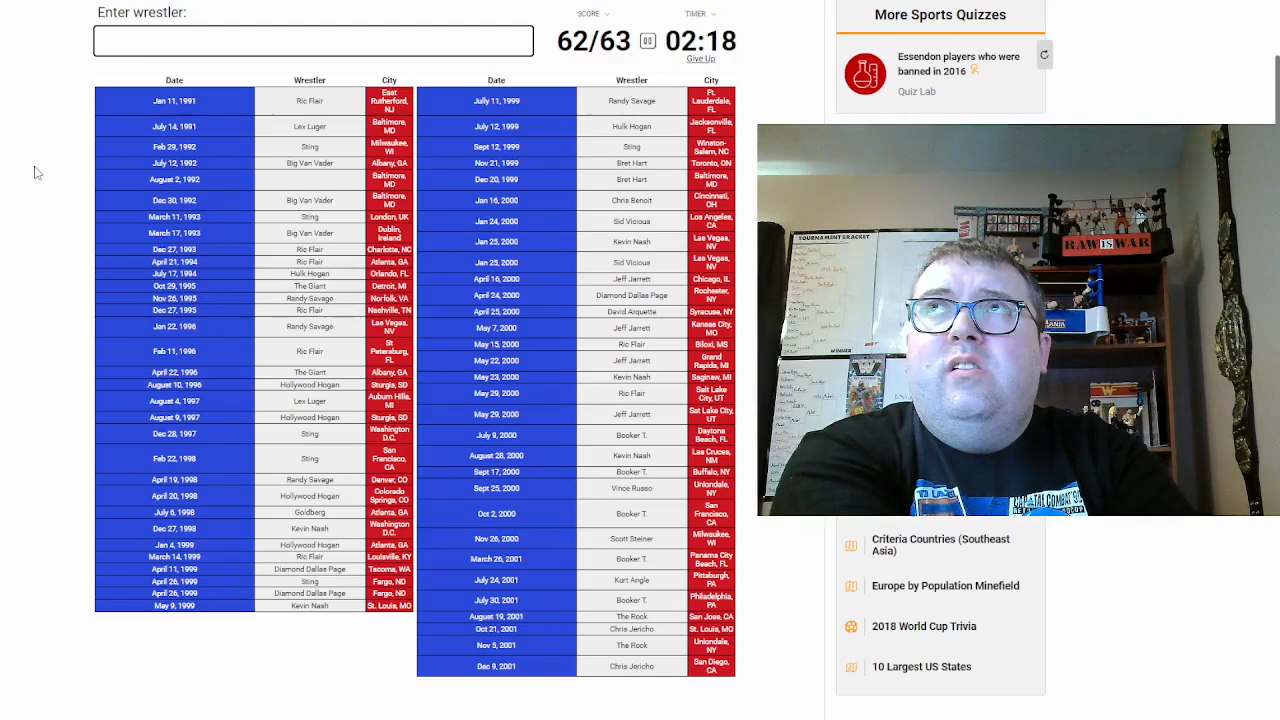 Enter wrestler:
SCORE
TIMER
62/63
02:18
Give Up
Date Wrestler City
Jan 11, 1991 Ric Flair East Rutherford, NJ
July 14, 1991 Lex Luger Baltimore, MD
Feb 29, 1992 Sting Milwaukee, WI
July 12, 1992 Big Van Vader Albany, GA
August 2, 1992 Baltimore, MD
Dec 30, 1992 Big Van Vader Baltimore, MD
March 11, 1993 Sting London, UK
March 17, 1993 Big Van Vader Dublin, Ireland
Dec 27, 1993 Ric Flair Charlotte, NC
April 21, 1994 Ric Flair Atlanta, GA
July 17, 1994 Hulk Hogan Orlando, FL
Oct 29, 1995 The Giant Detroit, MI
Nov 26, 1995 Randy Savage Norfolk, VA
Dec 27, 1995 Ric Flair Nashville, TN
Jan 22, 1996 Randy Savage Las Vegas, NV
Feb 11, 1996 Ric Flair St Petersburg, FL
April 22, 1996 The Giant Albany, GA
August 10, 1996 Hollywood Hogan Sturgis, SD
August 4, 1997 Lex Luger Auburn Hills, MI
August 9, 1997 Hollywood Hogan Sturgis, SD
Dec 28, 1997 Sting Washington D.C.
Feb 22, 1998 Sting San Francisco, CA
April 19, 1998 Randy Savage Denver, CO
April 20, 1998 Hollywood Hogan Colorado Springs, CO
July 6, 1998 Goldberg Atlanta, GA
Dec 27, 1998 Kevin Nash Washington D.C.
Jan 4, 1999 Hollywood Hogan Atlanta, GA
March 14, 1999 Ric Flair Louisville, KY
April 11, 1999 Diamond Dallas Page Tacoma, WA
April 26, 1999 Sting Fargo, ND
April 26, 1999 Diamond Dallas Page Fargo, ND
May 9, 1999 Kevin Nash St. Louis, MO
Date Wrestler City
Jully 11, 1999 Randy Savage Ft. Lauderdale, FL
July 12, 1999 Hulk Hogan Jacksonville, FL
Sept 12, 1999 Sting Winston-Salem, NC
Nov 21, 1999 Bret Hart Toronto, ON
Dec 20, 1999 Bret Hart Baltimore, MD
Jan 16, 2000 Chris Benoit Cincinnati, OH
Jan 24, 2000 Sid Vicious Los Angeles, CA
Jan 25, 2000 Kevin Nash Las Vegas, NV
Jan 25, 2000 Sid Vicious Las Vegas, NV
April 16, 2000 Jeff Jarrett Chicago, IL
April 24, 2000 Diamond Dallas Page Rochester, NY
April 25, 2000 David Arquette Syracuse, NY
May 7, 2000 Jeff Jarrett Kansas City, MO
May 15, 2000 Ric Flair Biloxi, MS
May 22, 2000 Jeff Jarrett Grand Rapids, MI
May 23, 2000 Kevin Nash Saginaw, MI
May 29, 2000 Ric Flair Salt Lake City, UT
May 29, 2000 Jeff Jarrett Sat Lake City, UT
July 9, 2000 Booker T. Daytona Beach, FL
August 28, 2000 Kevin Nash Las Cruces, NM
Sept 17, 2000 Booker T. Buffalo, NY
Sept 25, 2000 Vince Russo Uniondale, NY
Oct 2, 2000 Booker T. San Francisco, CA
Nov 26, 2000 Scott Steiner Milwaukee, WI
March 26, 2001 Booker T. Panama City Beach, FL
July 24, 2001 Kurt Angle Pittsburgh, PA
July 30, 2001 Booker T. Philadelphia, PA
August 19, 2001 The Rock San Jose, CA
Oct 21, 2001 Chris Jericho St. Louis, MO
Nov 5, 2001 The Rock Uniondale, NY
Dec 9, 2001 Chris Jericho San Diego, CA
More Sports Quizzes
Essendon players who were
banned in 2016
Quiz Lab
TOURNAMENT BRACKET
WINNER
RAW IS WAR
CAPITAL COMBAT '90
Criteria Countries (Southeast
Asia)
Europe by Population Minefield
2018 World Cup Trivia
10 Largest US States